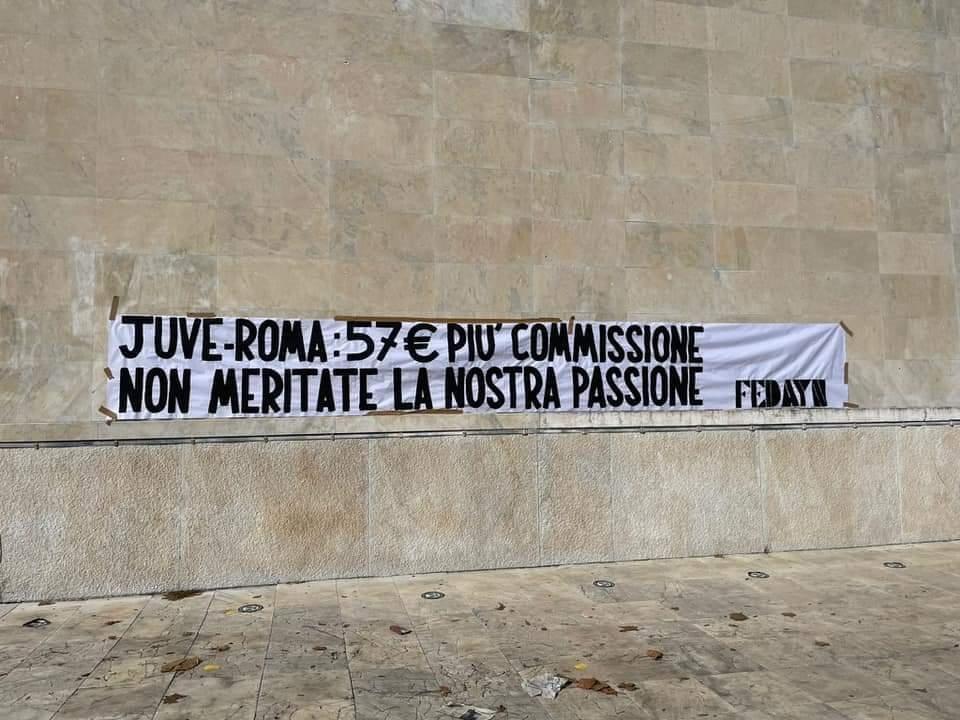 JUVE-ROMA: 57€ PIU' COMMISSIONE
NON MERITATE LA NOSTRA PASSIONE
FEDAYN